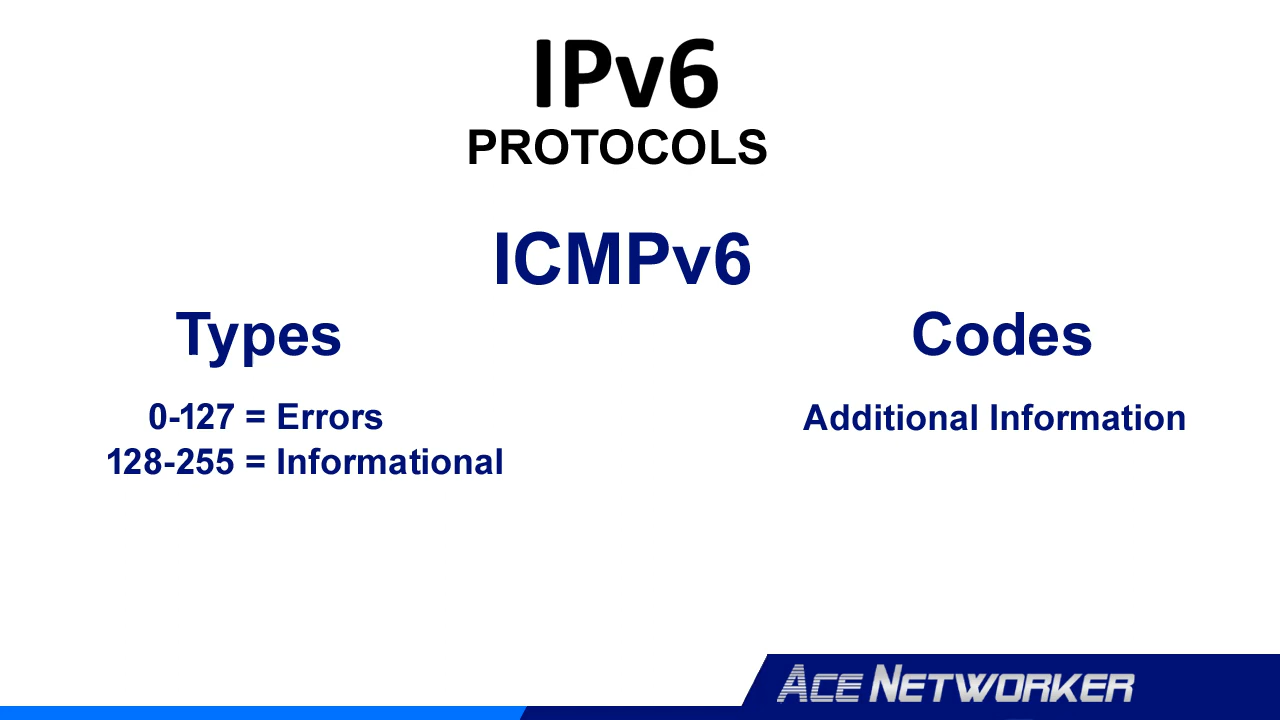 IPv6
PROTOCOLS
ICMPv6
Types
0-127 = Errors
128-255 = Informational
Codes
Additional Information
ACE NETWORKER